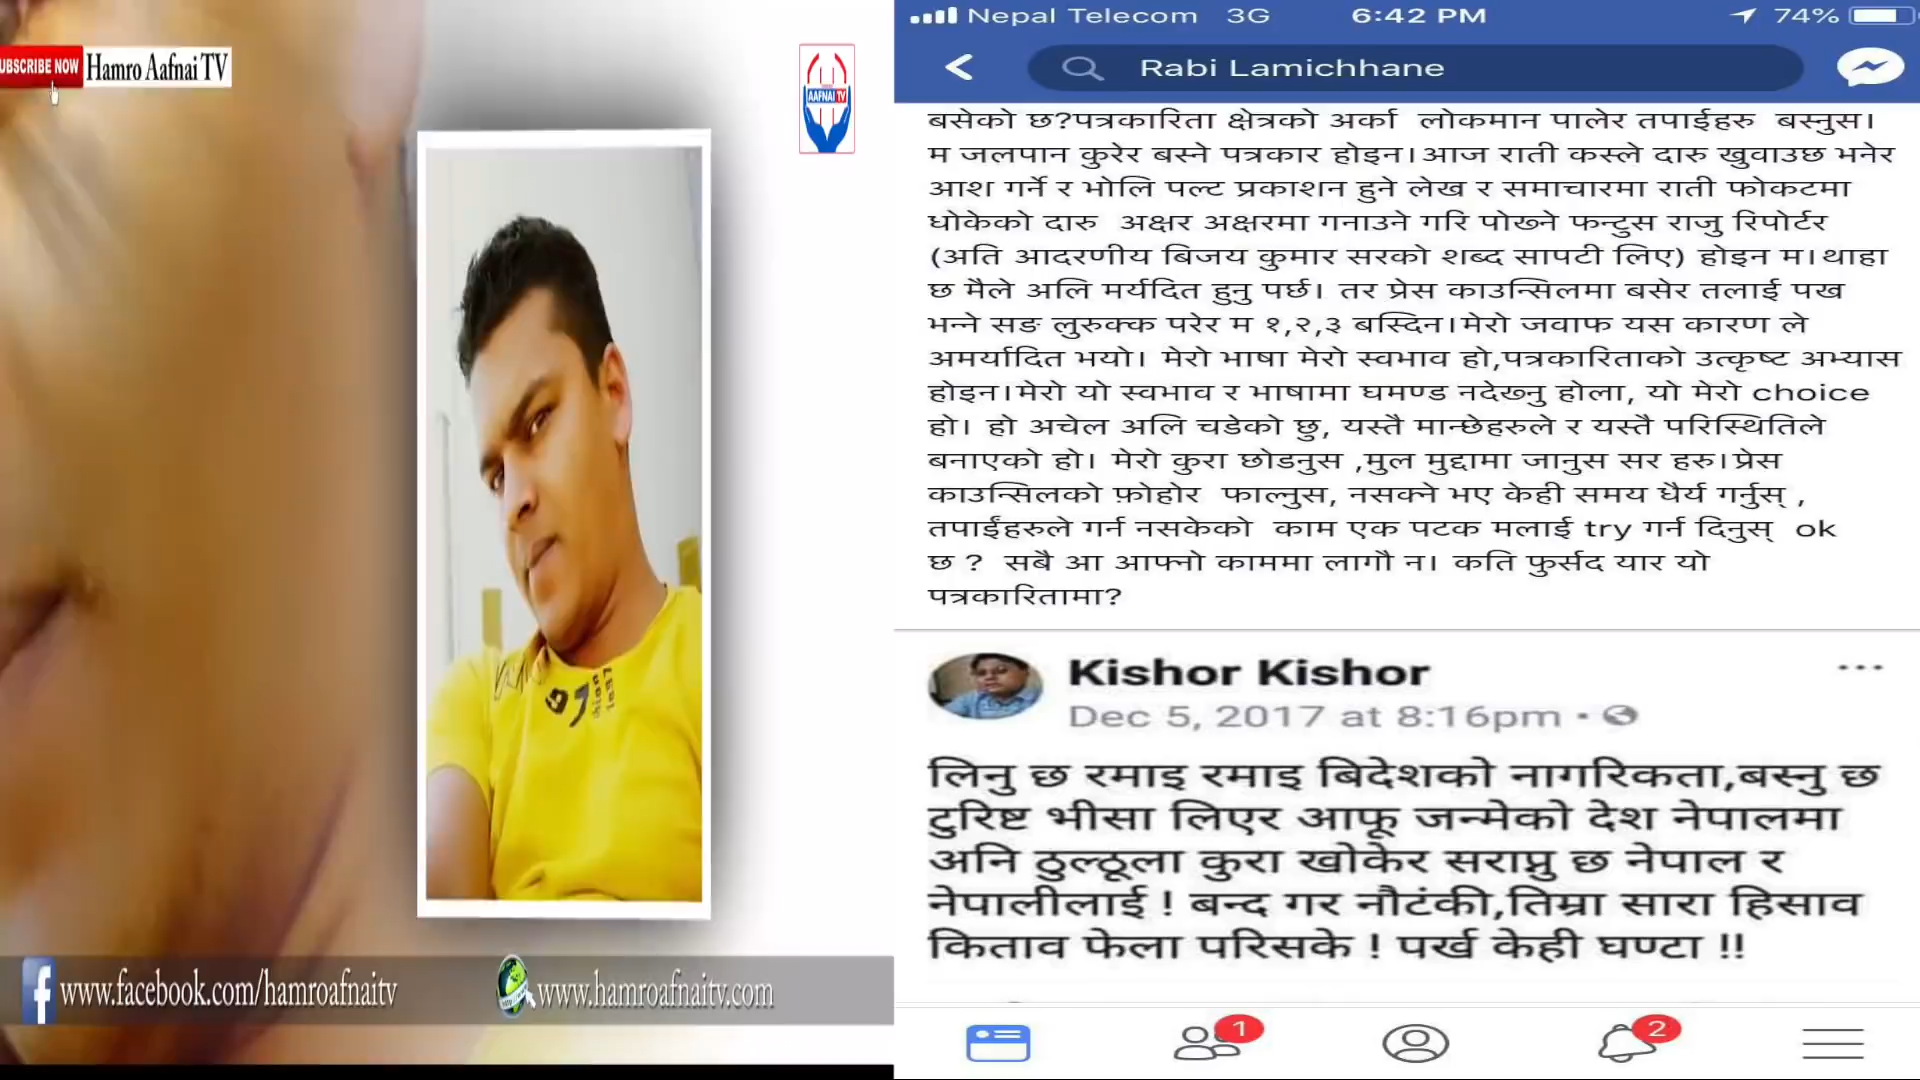 SUBSCRIBE NOW
Hamro Aafnai TV
AAFNAI TV
www.facebook.com/hamroafnaitv
www.hamroafnaitv.com
Nepal Telecom 3G 6:42 PM 74%
Rabi Lamichhane
बसेको छ?पत्रकारिता क्षेत्रको अर्का लोकमान पालेर तपाईहरु बस्नुस।
म जलपान कुरेर बस्ने पत्रकार होइन।आज राती कस्ले दारु खुवाउछ भनेर
आश गर्ने र भोलि पल्ट प्रकाशन हुने लेख र समाचारमा राती फोकटमा
धोकेको दारु अक्षर अक्षरमा गनाउने गरि पोख्ने फन्टुस राजु रिपोर्टर
(अति आदरणीय बिजय कुमार सरको शब्द सापटी लिए) होइन म।थाहा
छ मैले अलि मर्यदित हुनु पर्छ। तर प्रेस काउन्सिलमा बसेर तलाई पख
भन्ने सङ लुरुक्क परेर म १,२,३ बस्दिन।मेरो जवाफ यस कारण ले
अमर्यादित भयो। मेरो भाषा मेरो स्वभाव हो,पत्रकारिताको उत्कृष्ट अभ्यास
होइन।मेरो यो स्वभाव र भाषामा घमण्ड नदेख्नु होला, यो मेरो choice
हो। हो अचेल अलि चडेको छु, यस्तै मान्छेहरुले र यस्तै परिस्थितिले
बनाएको हो। मेरो कुरा छोडनुस ,मुल मुद्दामा जानुस सर हरु।प्रेस
काउन्सिलको फ़ोहोर फाल्नुस, नसक्ने भए केही समय धैर्य गर्नुस् ,
तपाईंहरुले गर्न नसकेको काम एक पटक मलाई try गर्न दिनुस् ok
छ ? सबै आ आफ्नो काममा लागौ न। कति फुर्सद यार यो
पत्रकारितामा?
Kishor Kishor
Dec 5, 2017 at 8:16pm
लिनु छ रमाइ रमाइ बिदेशको नागरिकता,बस्नु छ
टुरिष्ट भीसा लिएर आफू जन्मेको देश नेपालमा
अनि ठुल्ठूला कुरा खोकेर सराप्नु छ नेपाल र
नेपालीलाई ! बन्द गर नौटंकी,तिम्रा सारा हिसाव
किताव फेला परिसके ! पर्ख केही घण्टा !!
1
2